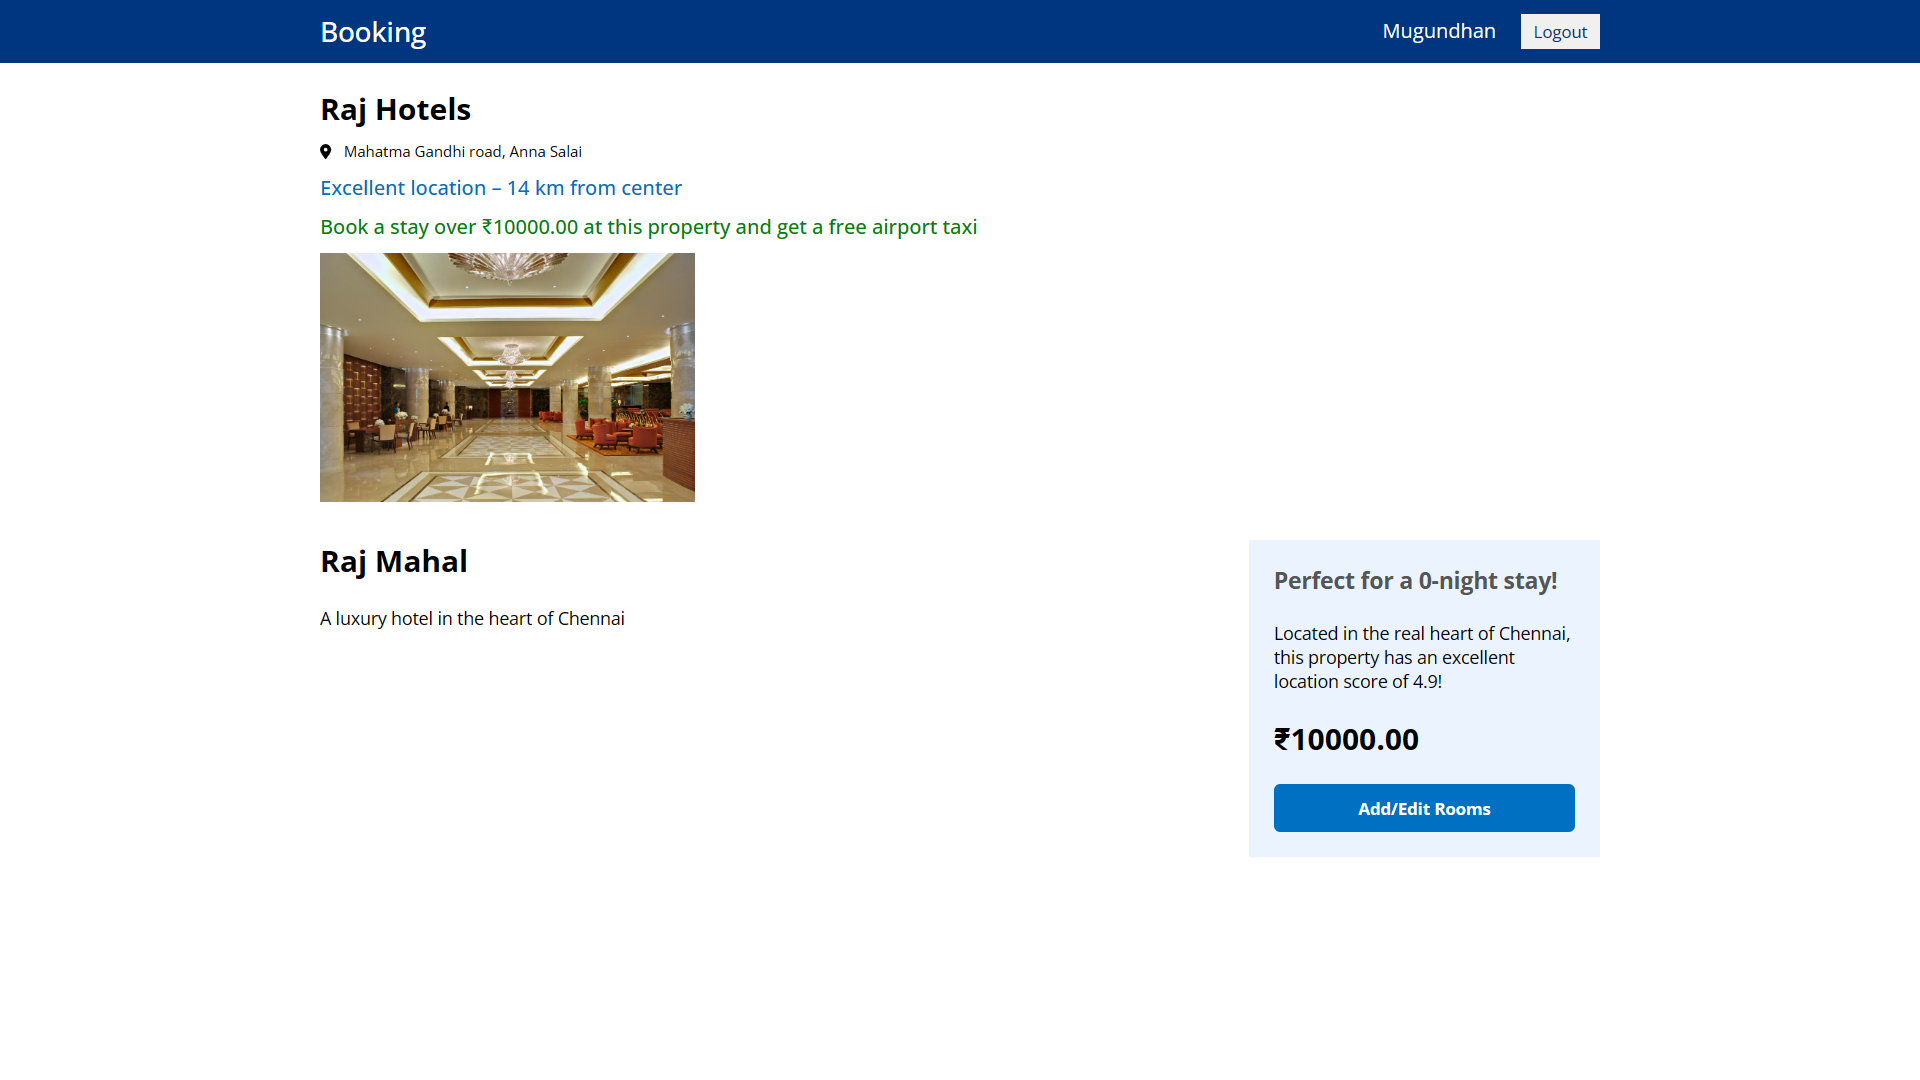 Booking
Mugundhan
Logout
Raj Hotels
Mahatma Gandhi road, Anna Salai
Excellent location – 14 km from center
Book a stay over ₹10000.00 at this property and get a free airport taxi
Raj Mahal
A luxury hotel in the heart of Chennai
Perfect for a 0-night stay!
Located in the real heart of Chennai,
this property has an excellent
location score of 4.9!
₹10000.00
Add/Edit Rooms